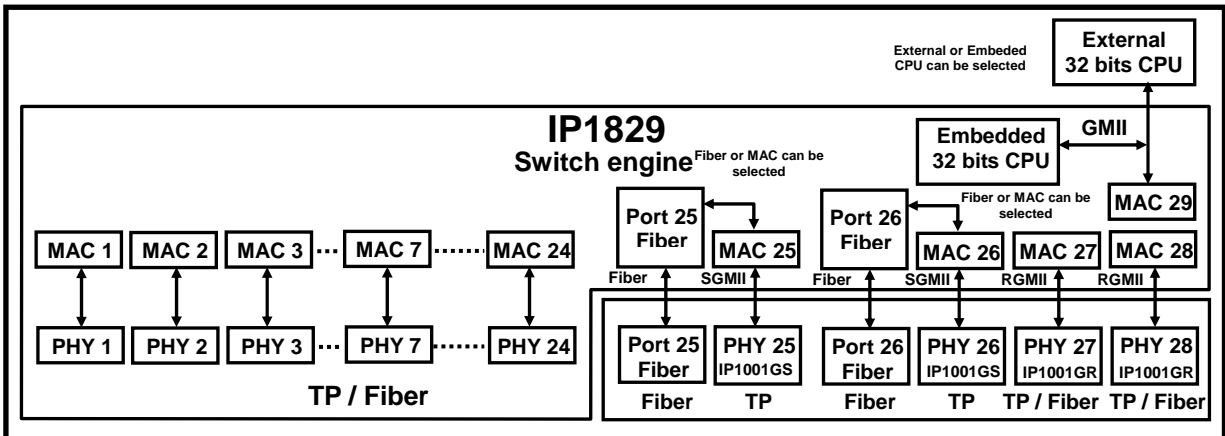 External or Embeded
CPU can be selected
External
32 bits CPU
IP1829
Switch engine
Fiber or MAC can be
selected
Embedded
32 bits CPU
GMII
MAC 29
Port 25
Fiber
MAC 25
Port 26
Fiber
Fiber or MAC can be
selected
MAC 26
MAC 27
MAC 28
MAC 1
MAC 2
MAC 3
MAC 7
MAC 24
Fiber
SGMII
Fiber
SGMII
RGMII
RGMII
PHY 1
PHY 2
PHY 3
PHY 7
PHY 24
TP / Fiber
Port 25
Fiber
PHY 25
IP1001GS
Port 26
Fiber
PHY 26
IP1001GS
PHY 27
IP1001GR
PHY 28
IP1001GR
Fiber
TP
Fiber
TP
TP / Fiber
TP / Fiber